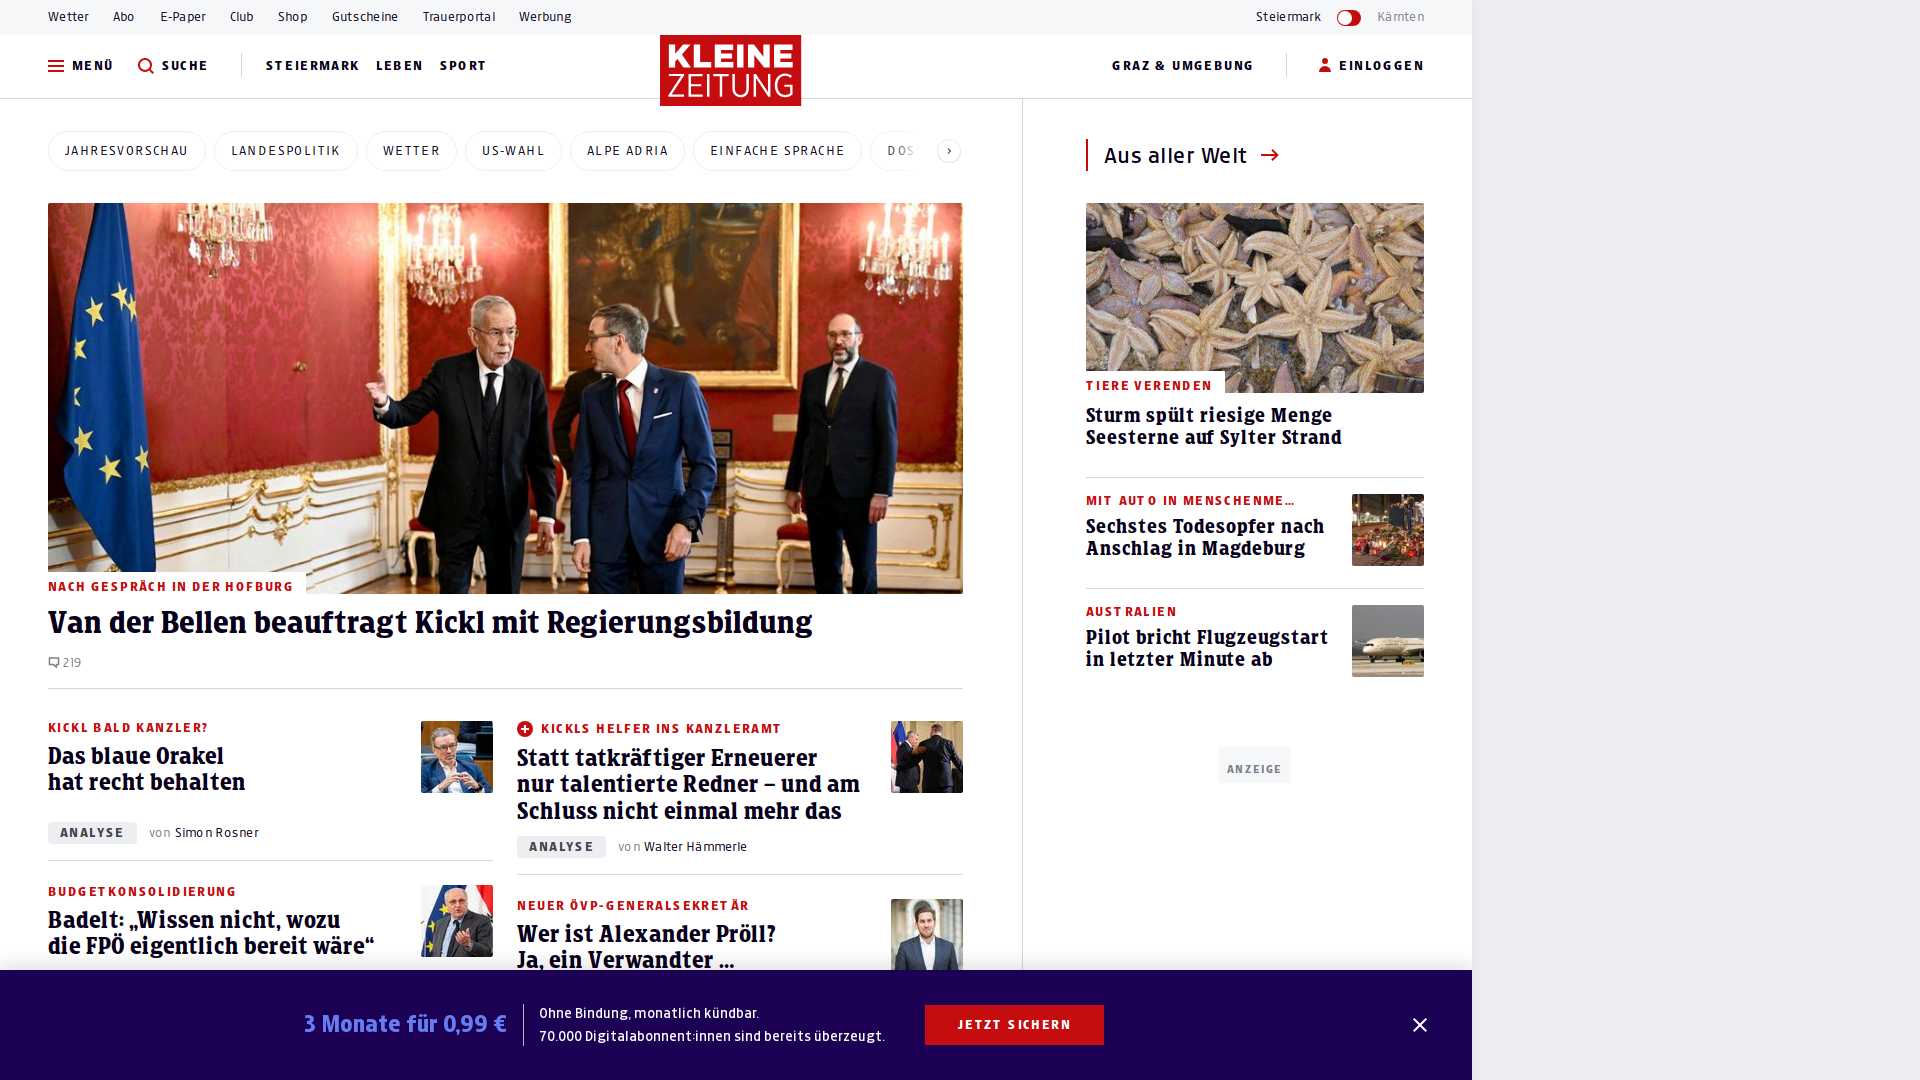 Wetter Abo E-Paper Club Shop Gutscheine Trauerportal Werbung Steiermark Kärnten
MENÜ SUCHE STEIERMARK LEBEN SPORT KLEINE ZEITUNG GRAZ & UMGEBUNG EINLOGGEN
JAHRESVORSCHAU LANDESPOLITIK WETTER US-WAHL ALPE ADRIA EINFACHE SPRACHE DOS
NACH GESPRÄCH IN DER HOFBURG
Van der Bellen beauftragt Kickl mit Regierungsbildung
219
KICKL BALD KANZLER?
Das blaue Orakel
hat recht behalten
ANALYSE von Simon Rosner
BUDGETKONSOLIDIERUNG
Badelt: „Wissen nicht, wozu
die FPÖ eigentlich bereit wäre“
KICKLS HELFER INS KANZLERAMT
Statt tatkräftiger Erneuerer
nur talentierte Redner – und am
Schluss nicht einmal mehr das
ANALYSE von Walter Hämmerle
NEUER ÖVP-GENERALSEKRETÄR
Wer ist Alexander Pröll?
Ja, ein Verwandter ...
Aus aller Welt
TIERE VERENDEN
Sturm spült riesige Menge
Seesterne auf Sylter Strand
MIT AUTO IN MENSCHENME...
Sechstes Todesopfer nach
Anschlag in Magdeburg
AUSTRALIEN
Pilot bricht Flugzeugstart
in letzter Minute ab
ANZEIGE
3 Monate für 0,99 €
Ohne Bindung, monatlich kündbar.
70.000 Digitalabonnent:innen sind bereits überzeugt.
JETZT SICHERN